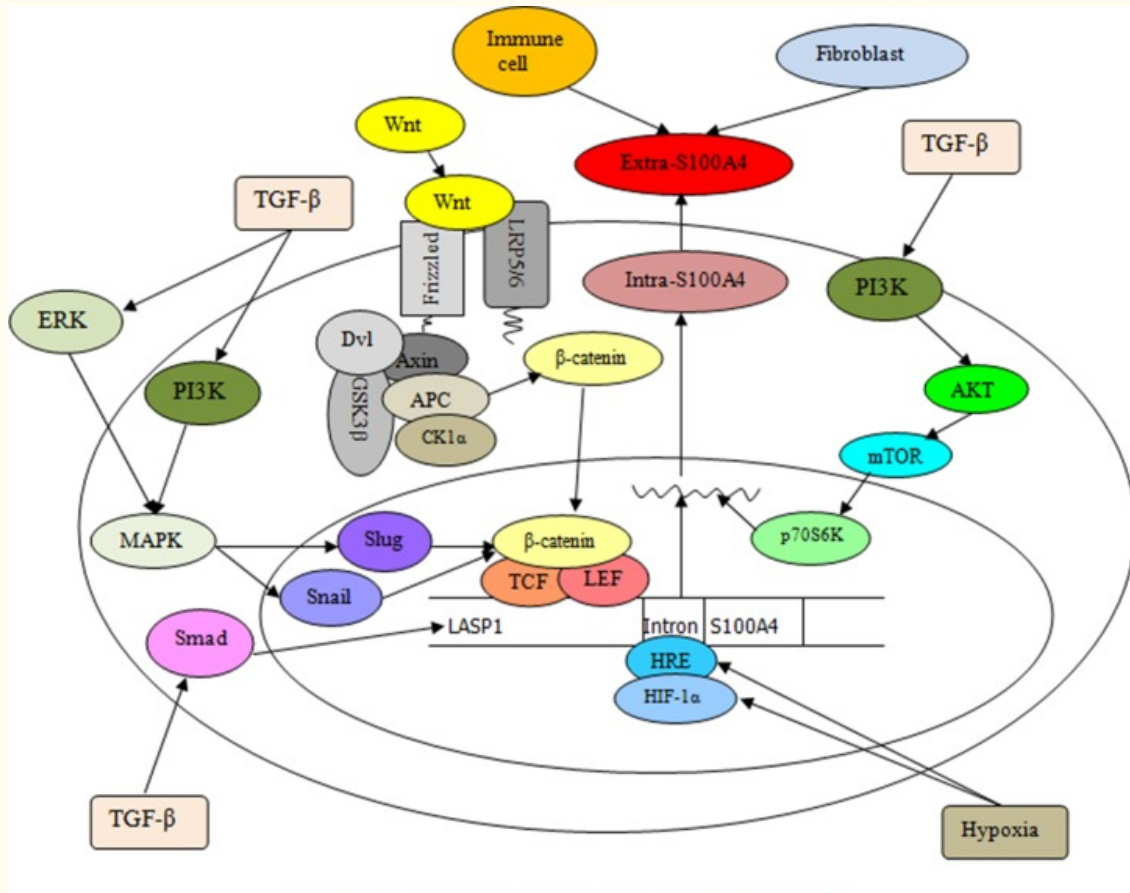 Immune
cell
Fibroblast
Wnt
Extra-S100A4
TGF-β
TGF-β
Wnt
Frizzled
LRP5/6
Intra-S100A4
PI3K
ERK
Dvl
Axin
β-catenin
PI3K
GSK3β
APC
AKT
CK1α
mTOR
MAPK
Slug
β-catenin
p70S6K
TCF
LEF
Snail
Smad
LASP1
Intron
S100A4
HRE
HIF-1α
TGF-β
Hypoxia